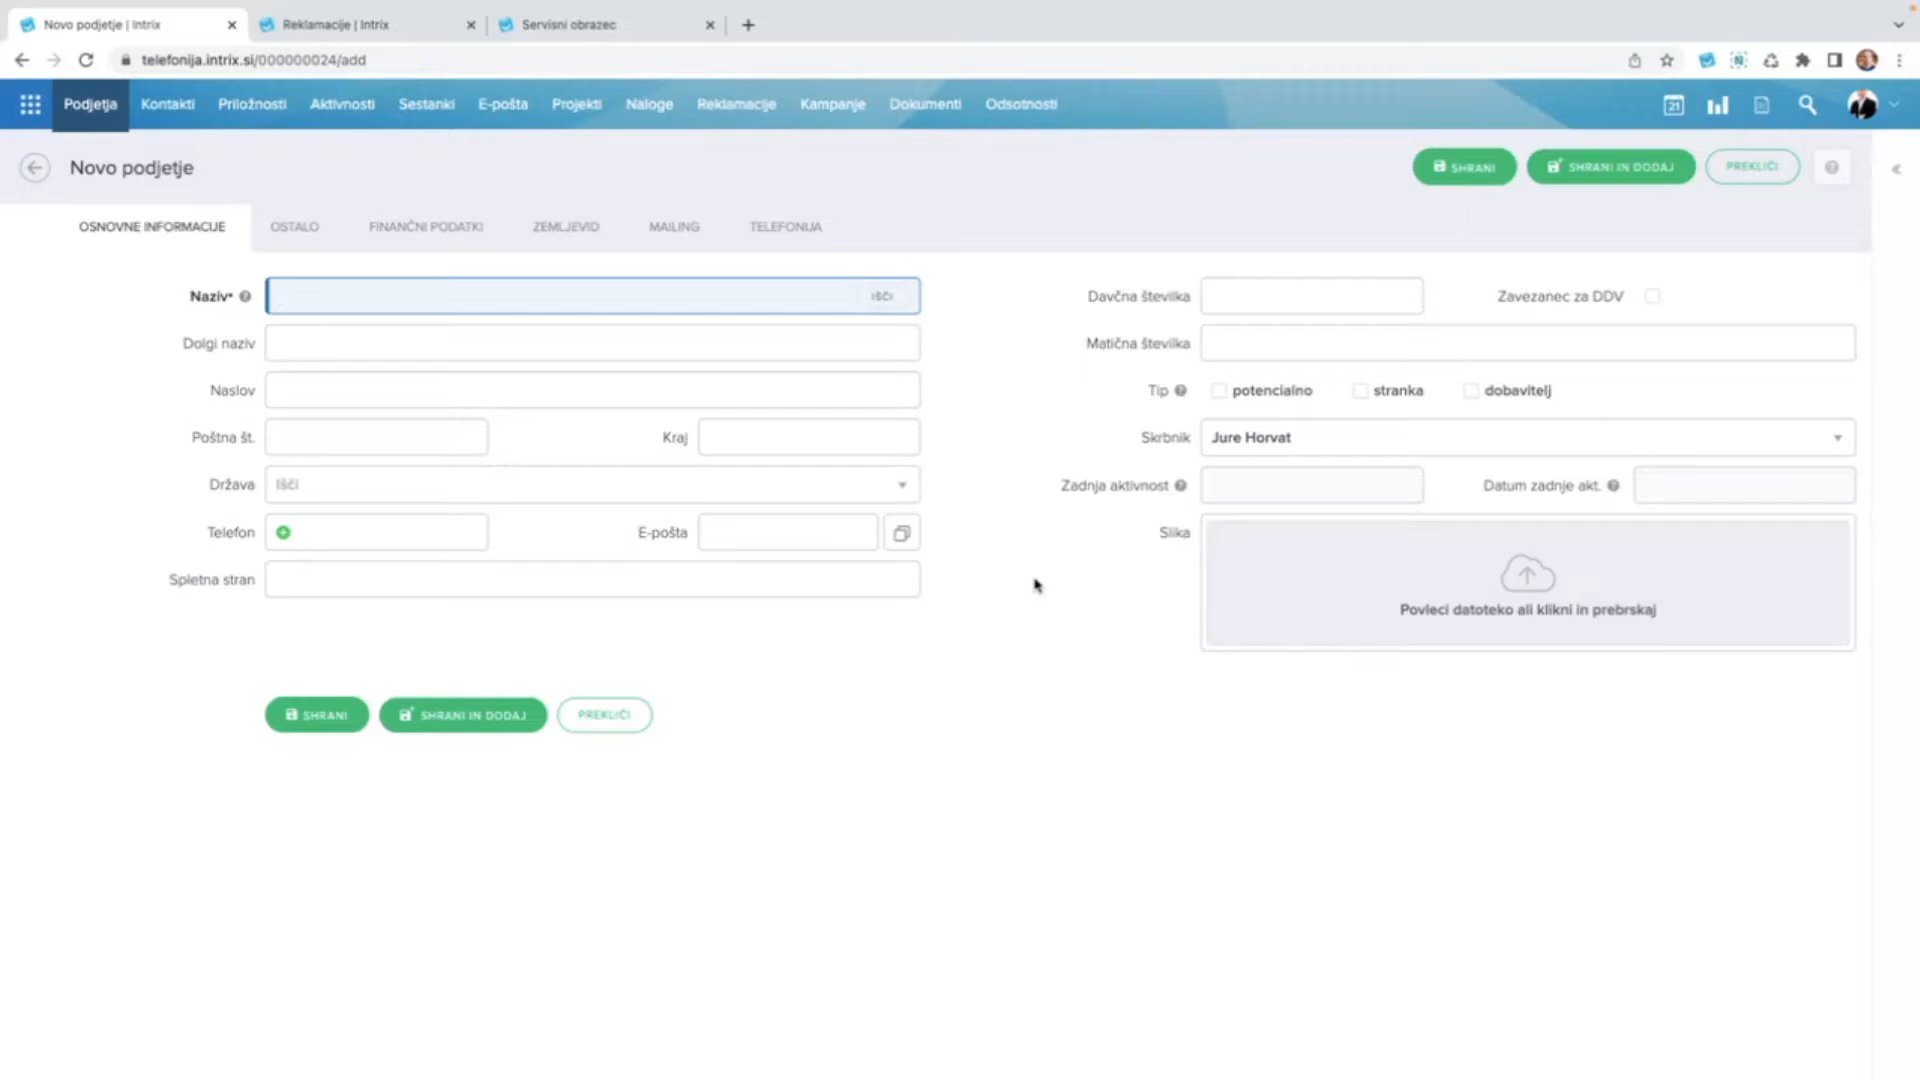 Novo podjetje | Intrix
Reklamacije | Intrix
Servisni obrazec
telefonija.intrix.si/000000024/add
Podjetja Kontakti Priložnosti Aktivnosti Sestanki E-pošta Projekti Naloge Reklamacije Kampanje Dokumenti Odsotnosti
21
Novo podjetje
SHRANI
SHRANI IN DODAJ
PREKLIČI
OSNOVNE INFORMACIJE OSTALO FINANČNI PODATKI ZEMLJEVID MAILING TELEFONIJA
Naziv*
IŠČI
Dolgi naziv
Naslov
Poštna št.
Kraj
Država
Išči
Telefon
E-pošta
Spletna stran
Davčna številka
Zavezanec za DDV
Matična številka
Tip
potencialno
stranka
dobavitelj
Skrbnik
Jure Horvat
Zadnja aktivnost
Datum zadnje akt.
Slika
Povleci datoteko ali klikni in prebrskaj
SHRANI
SHRANI IN DODAJ
PREKLIČI